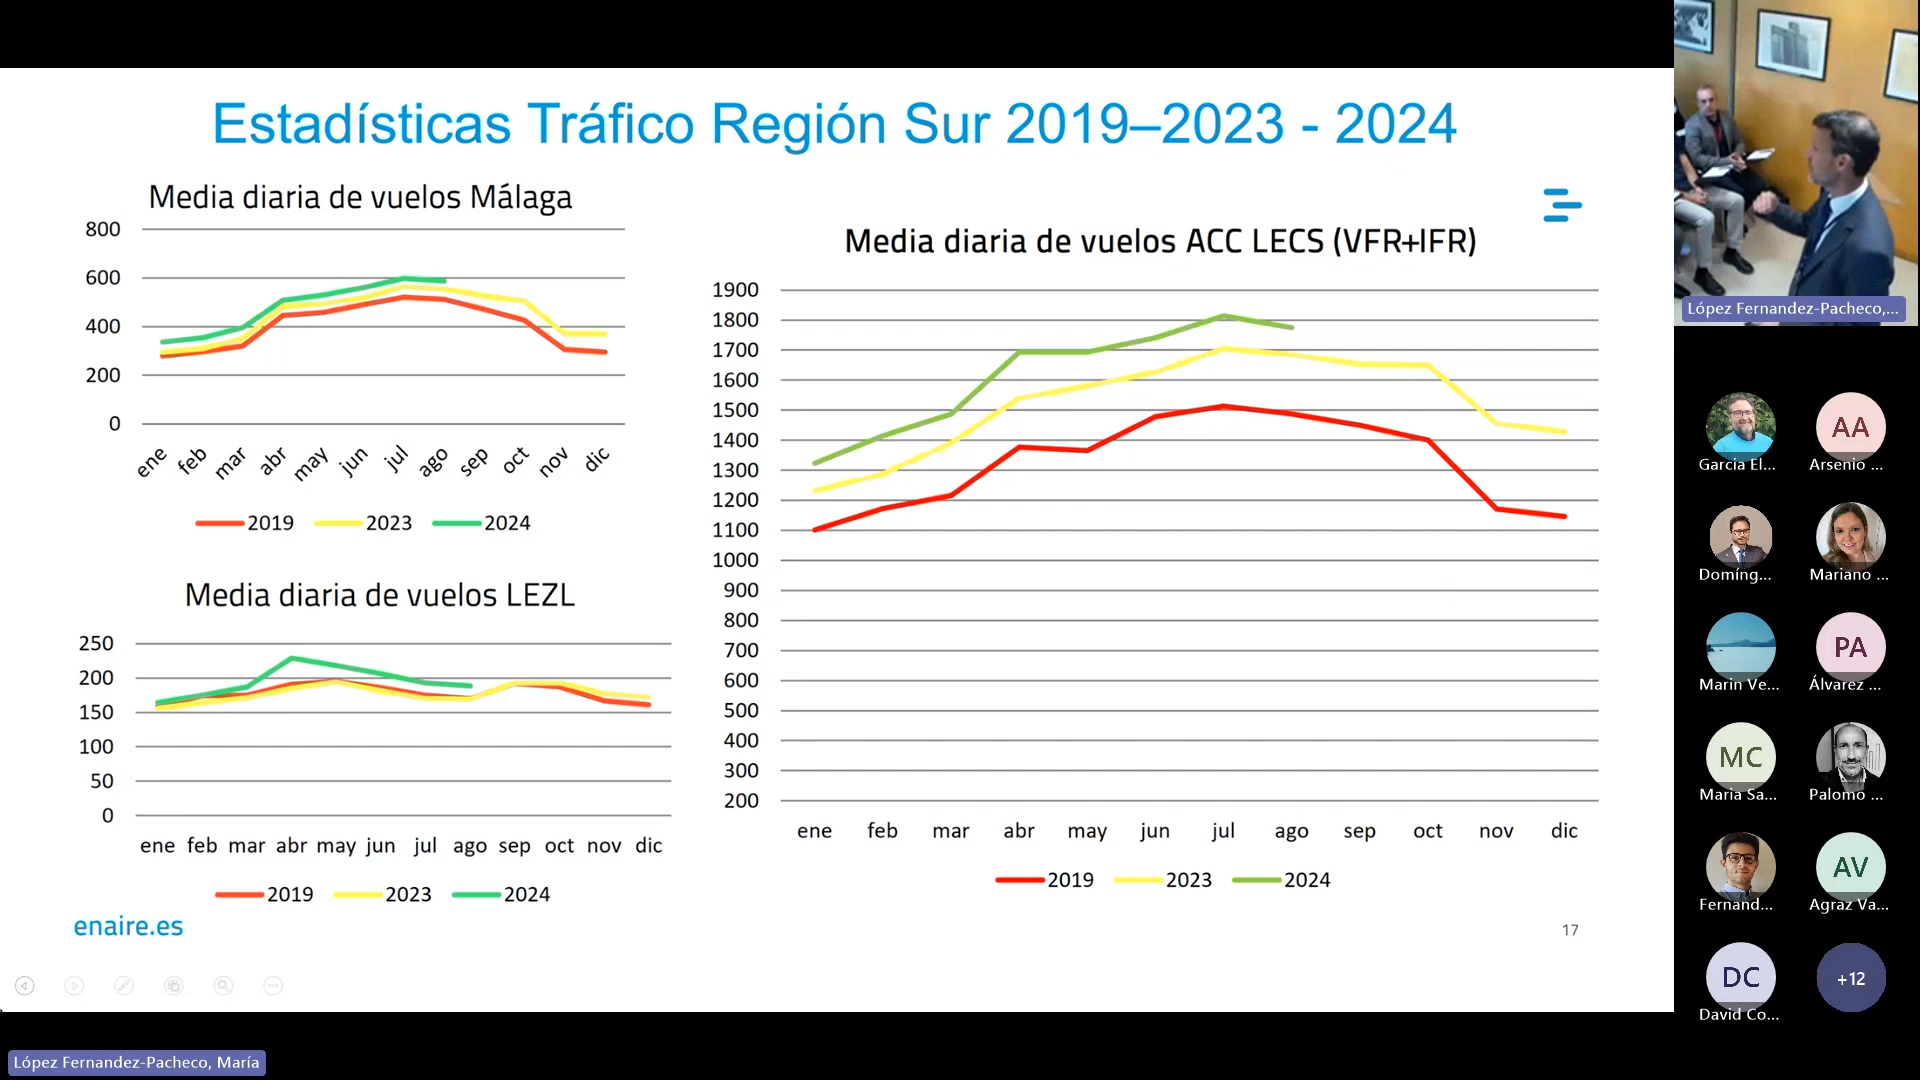 Estadísticas Tráfico Región Sur 2019–2023 - 2024
Media diaria de vuelos Málaga
800
600
400
200
0
ene feb mar abr may jun jul ago sep oct nov dic
2019 2023 2024
Media diaria de vuelos LEZL
250
200
150
100
50
0
ene feb mar abr may jun jul ago sep oct nov dic
2019 2023 2024
enaire.es
Media diaria de vuelos ACC LECS (VFR+IFR)
1900
1800
1700
1600
1500
1400
1300
1200
1100
1000
900
800
700
600
500
400
300
200
ene feb mar abr may jun jul ago sep oct nov dic
2019 2023 2024
17
López Fernandez-Pacheco, María
López Fernandez-Pacheco,...
Garcia El...
AA
Arsenio ...
Domíng...
Mariano ...
Marin Ve...
PA
Álvarez ...
MC
Maria Sa...
Palomo ...
Fernand...
AV
Agraz Va...
DC
David Co...
+12